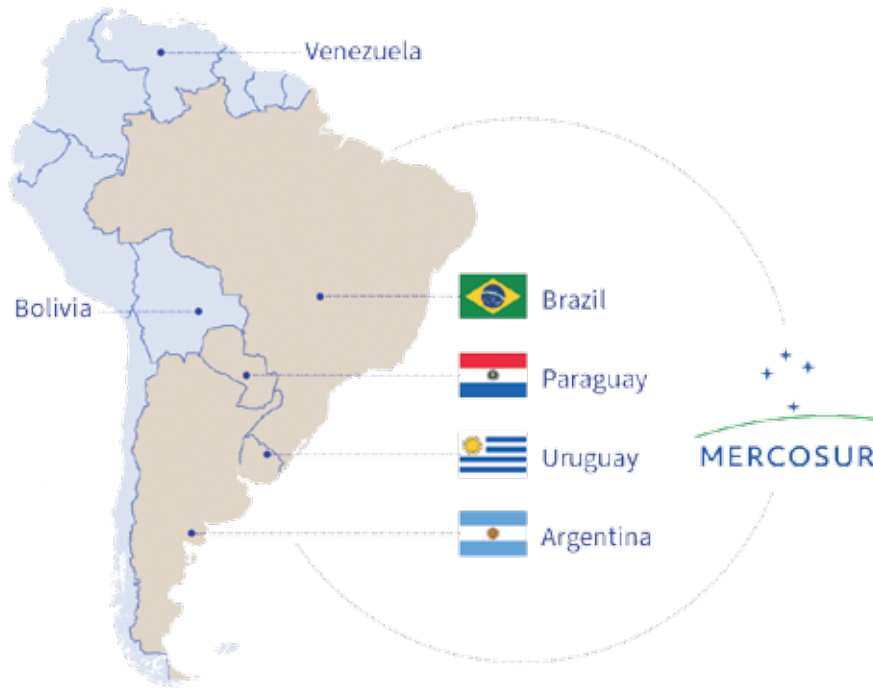 Venezuela
Bolivia
Brazil
Paraguay
Uruguay
Argentina
MERCOSUR